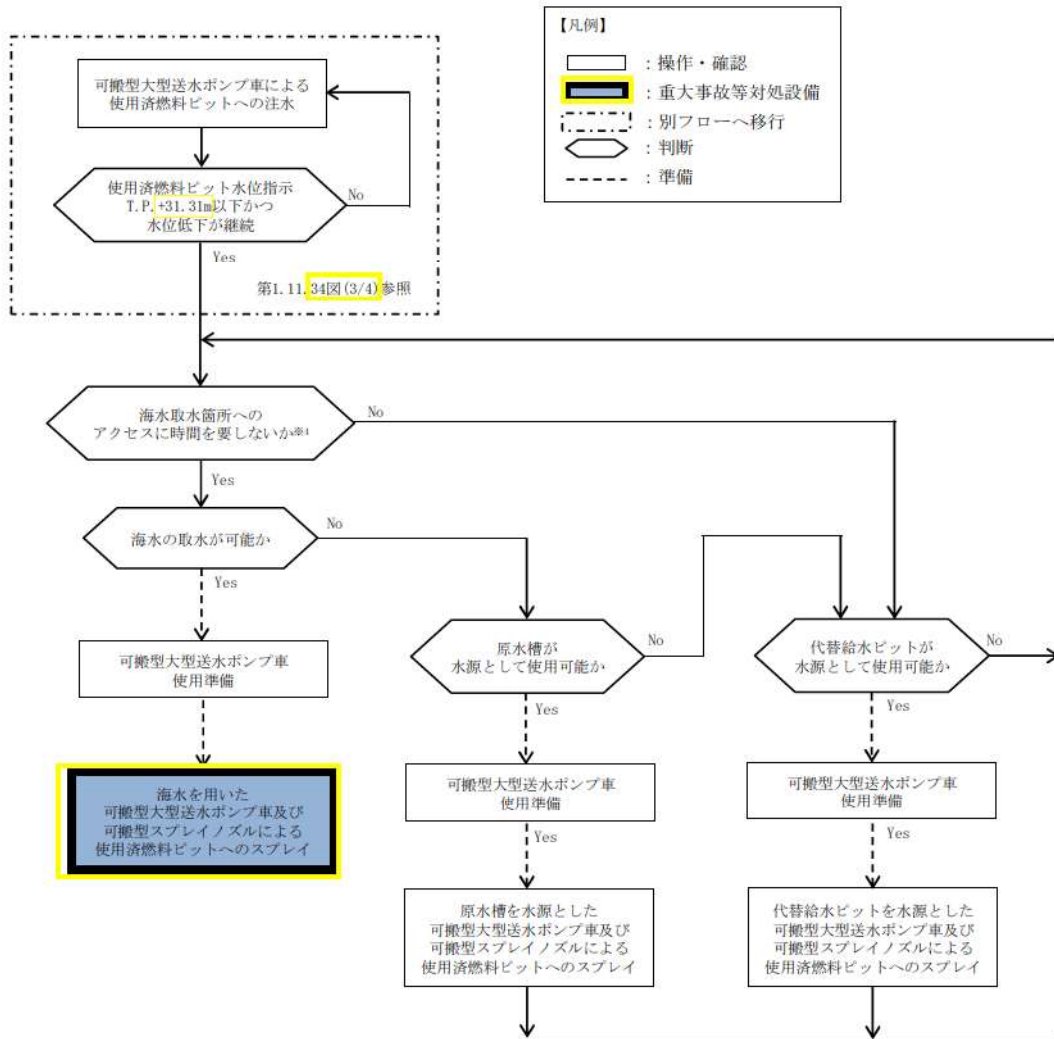 【凡例】
：操作・確認
：重大事故等対処設備
：別フローへ移行
：判断
：準備
可搬型大型送水ポンプ車による
使用済燃料ピットへの注水
使用済燃料ピット水位指示
T.P.+31.31m以下かつ
水位低下が継続
No
Yes
第1.11.34図(3/4)参照
海水取水箇所への
アクセスに時間を要しないか※1
No
Yes
海水の取水が可能か
No
Yes
可搬型大型送水ポンプ車
使用準備
海水を用いた
可搬型大型送水ポンプ車及び
可搬型スプレイノズルによる
使用済燃料ピットへのスプレイ
原水槽が
水源として使用可能か
No
Yes
可搬型大型送水ポンプ車
使用準備
Yes
原水槽を水源とした
可搬型大型送水ポンプ車及び
可搬型スプレイノズルによる
使用済燃料ピットへのスプレイ
代替給水ピットが
水源として使用可能か
No
Yes
可搬型大型送水ポンプ車
使用準備
Yes
代替給水ピットを水源とした
可搬型大型送水ポンプ車及び
可搬型スプレイノズルによる
使用済燃料ピットへのスプレイ